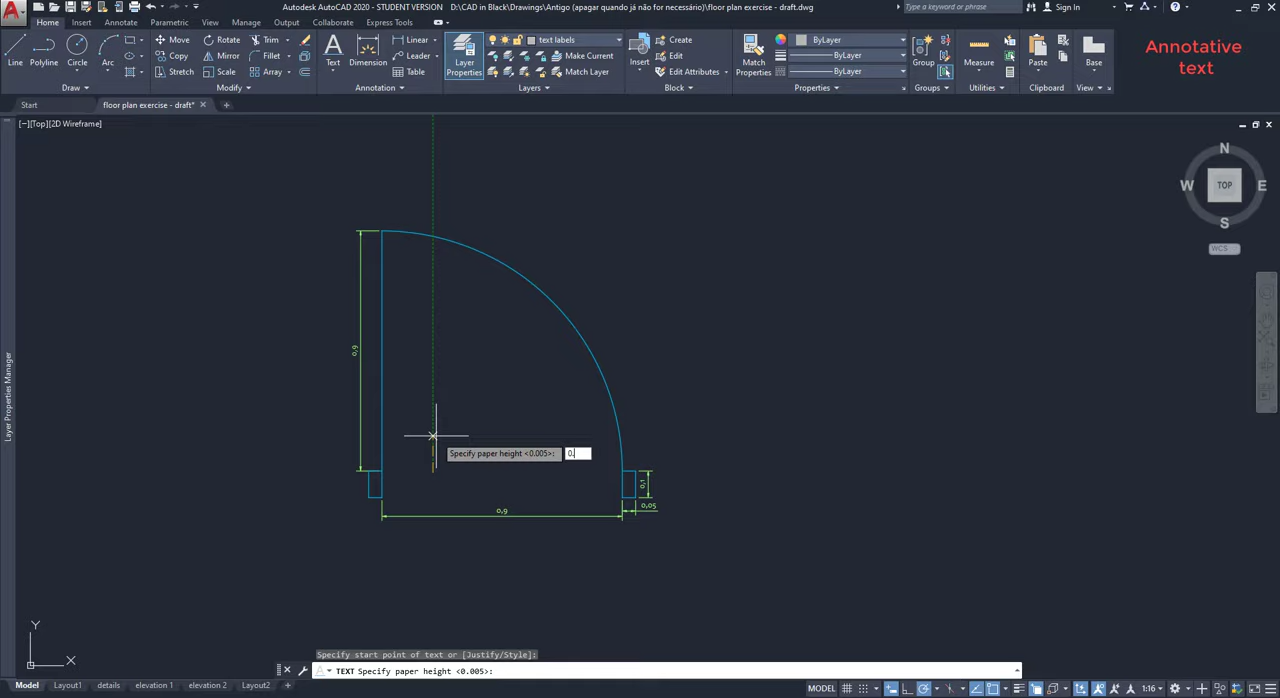 Autodesk AutoCAD 2020 - STUDENT VERSION D:\CAD in Black\Drawings\Antigo (apagar quando já não for necessário)\floor plan exercise - draft.dwg
Type a keyword or phrase
Sign In
Home Insert Annotate Parametric View Manage Output Collaborate Express Tools
Line Polyline Circle Arc
Move Rotate Trim
Copy Mirror Fillet
Stretch Scale Array
Text Dimension
Linear
Leader
Table
Layer Properties
text labels
Make Current
Match Layer
Insert
Create
Edit
Edit Attributes
Match Properties
ByLayer
ByLayer
ByLayer
Group
Measure
Paste
Base
Annotative text
Draw Modify Annotation Layers Block Properties Groups Utilities Clipboard View
Start floor plan exercise - draft*
[−][Top][2D Wireframe]
N
W TOP E
S
WCS
Layer Properties Manager
0,9
Specify paper height <0.005>: 0.
0,1
0,05
0,9
Y
X
Specify start point of text or [Justify/Style]:
TEXT Specify paper height <0.005>:
Model Layout1 details elevation 1 elevation 2 Layout2
MODEL
1:16